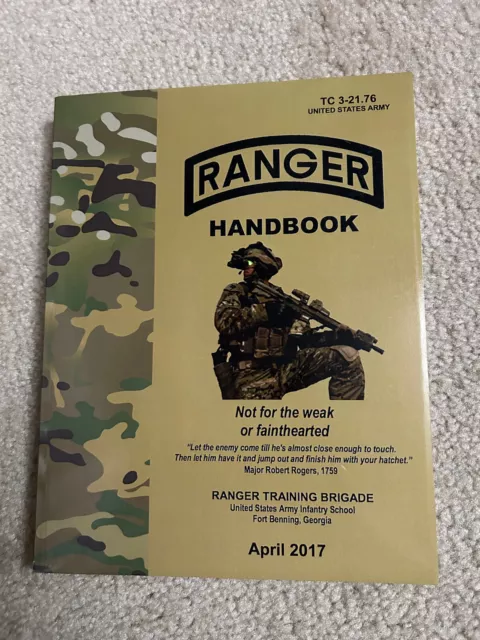 TC 3-21.76
UNITED STATES ARMY
RANGER
HANDBOOK
Not for the weak
or fainthearted
"Let the enemy come till he's almost close enough to touch.
Then let him have it and jump out and finish him with your hatchet."
Major Robert Rogers, 1759
RANGER TRAINING BRIGADE
United States Army Infantry School
Fort Benning, Georgia
April 2017